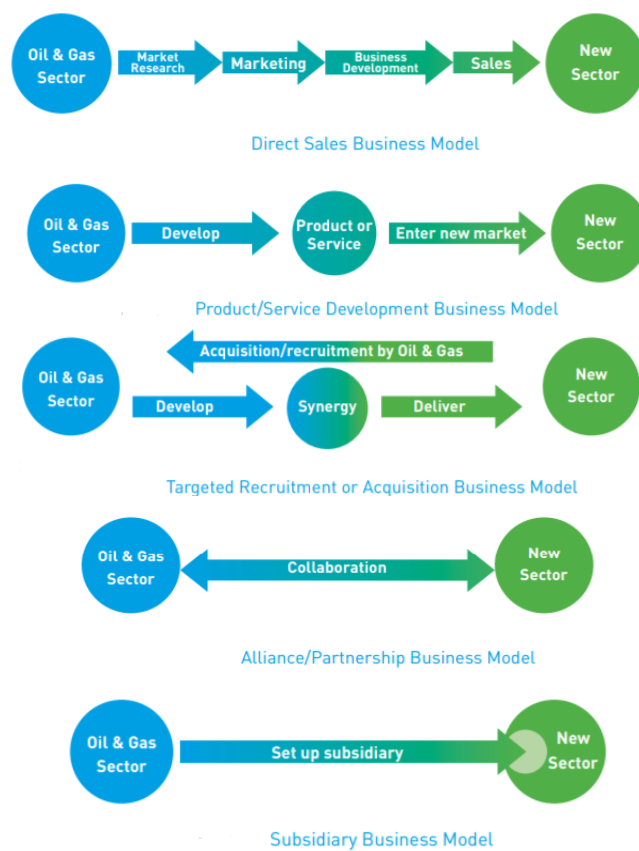 Oil & Gas
Sector
Market
Research
Marketing
Business
Development
Sales
New
Sector
Direct Sales Business Model
Oil & Gas
Sector
Develop
Product or
Service
Enter new market
New
Sector
Product/Service Development Business Model
Acquisition/recruitment by Oil & Gas
Oil & Gas
Sector
Develop
Synergy
Deliver
New
Sector
Targeted Recruitment or Acquisition Business Model
Oil & Gas
Sector
Collaboration
New
Sector
Alliance/Partnership Business Model
Oil & Gas
Sector
Set up subsidiary
New
Sector
Subsidiary Business Model